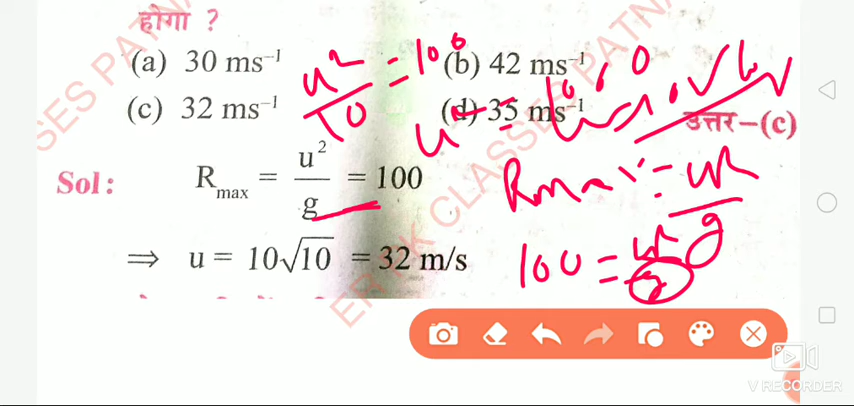 होगा ?
(a) 30 ms⁻¹ (b) 42 ms⁻¹
(c) 32 ms⁻¹ (d) 35 ms⁻¹
उत्तर–(c)
u²/10 = 100
Sol : R_max = u²/g = 100
⇒ u = 10√10 = 32 m/s
Rmax = u²/g
100 = u²/g
V RECORDER